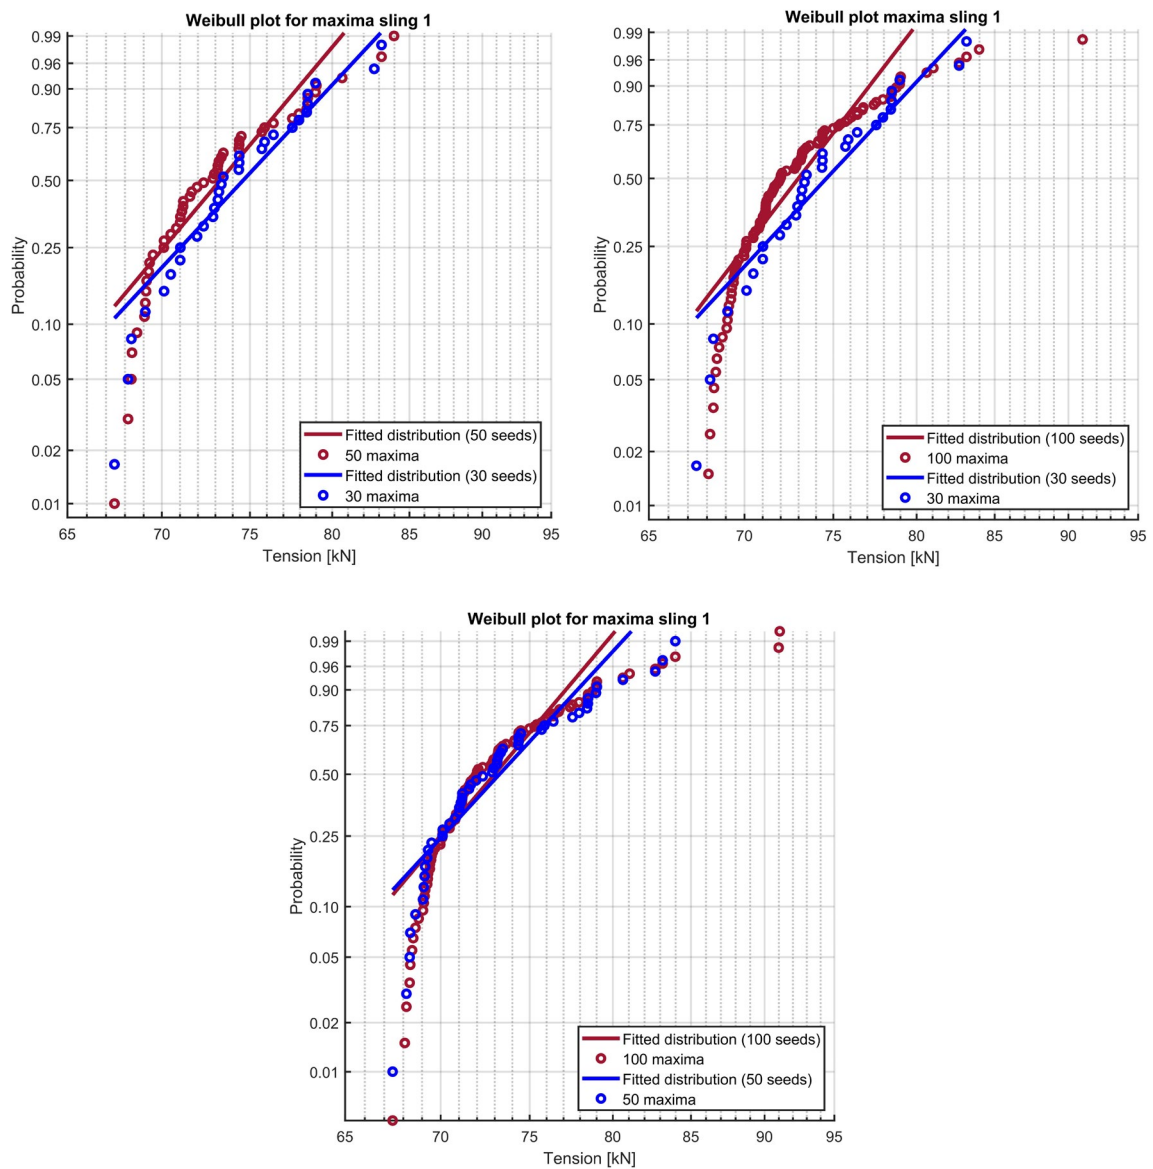 Weibull plot for maxima sling 1
0.99
0.96
0.90
0.75
0.50
0.25
0.10
0.05
0.02
0.01
Probability
Fitted distribution (50 seeds)
50 maxima
Fitted distribution (30 seeds)
30 maxima
65 70 75 80 85 90 95
Tension [kN]
Weibull plot maxima sling 1
0.99
0.96
0.90
0.75
0.50
0.25
0.10
0.05
0.02
0.01
Probability
Fitted distribution (100 seeds)
100 maxima
Fitted distribution (30 seeds)
30 maxima
65 70 75 80 85 90 95
Tension [kN]
Weibull plot for maxima sling 1
0.99
0.96
0.90
0.75
0.50
0.25
0.10
0.05
0.02
0.01
Probability
Fitted distribution (100 seeds)
100 maxima
Fitted distribution (50 seeds)
50 maxima
65 70 75 80 85 90 95
Tension [kN]